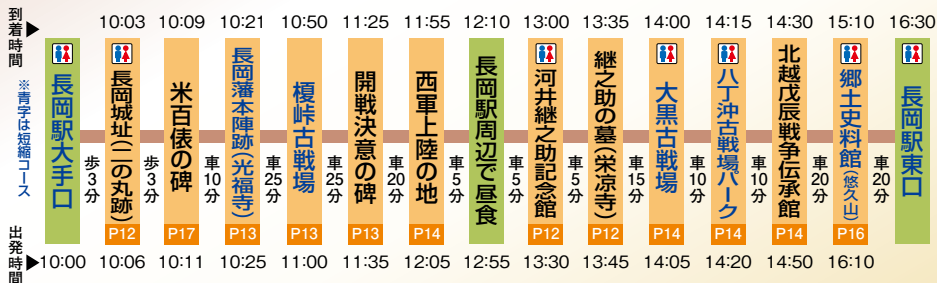 到着時間
10:03 10:09 10:21 10:50 11:25 11:55 12:10 13:00 13:35 14:00 14:15 14:30 15:10 16:30
※青字は短縮コース
長岡駅大手口
歩3分
長岡城址(二の丸跡)
P12
歩3分
米百俵の碑
P17
車10分
長岡藩本陣跡(光福寺)
P13
車25分
榎峠古戦場
P13
車25分
開戦決意の碑
P13
車20分
西軍上陸の地
P14
車5分
長岡駅周辺で昼食
車5分
河井継之助記念館
P12
車5分
継之助の墓(栄凉寺)
P12
車15分
大黒古戦場
P14
車10分
八丁沖古戦場パーク
P14
車10分
北越戊辰戦争伝承館
P14
車20分
郷土史料館(悠久山)
P16
車20分
長岡駅東口
出発時間
10:00 10:06 10:11 10:25 11:00 11:35 12:05 12:55 13:30 13:45 14:05 14:20 14:50 16:10